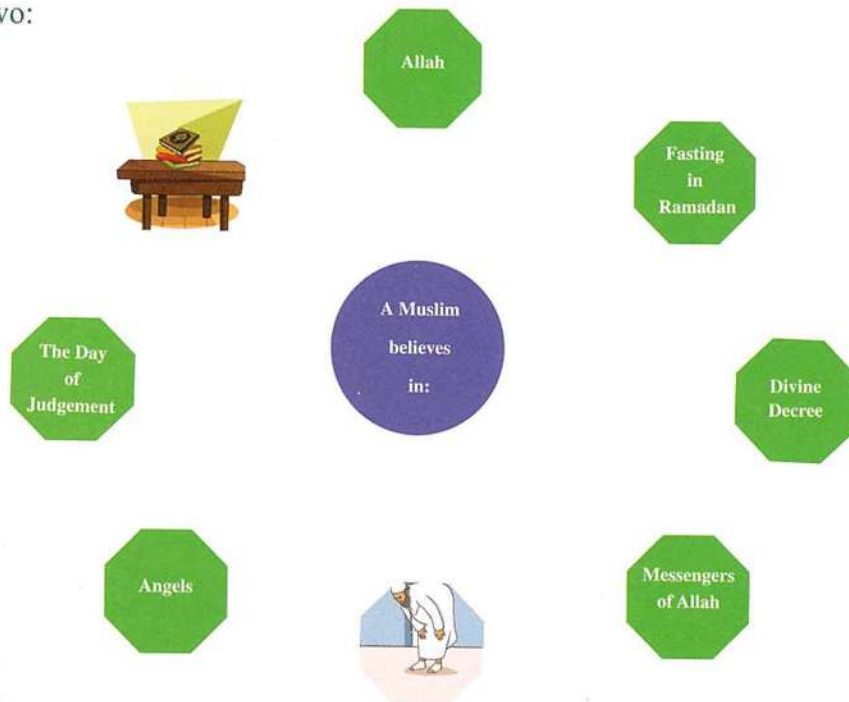 vo:
Allah
Fasting
in
Ramadan
A Muslim
believes
in:
The Day
of
Judgement
Divine
Decree
Angels
Messengers
of Allah